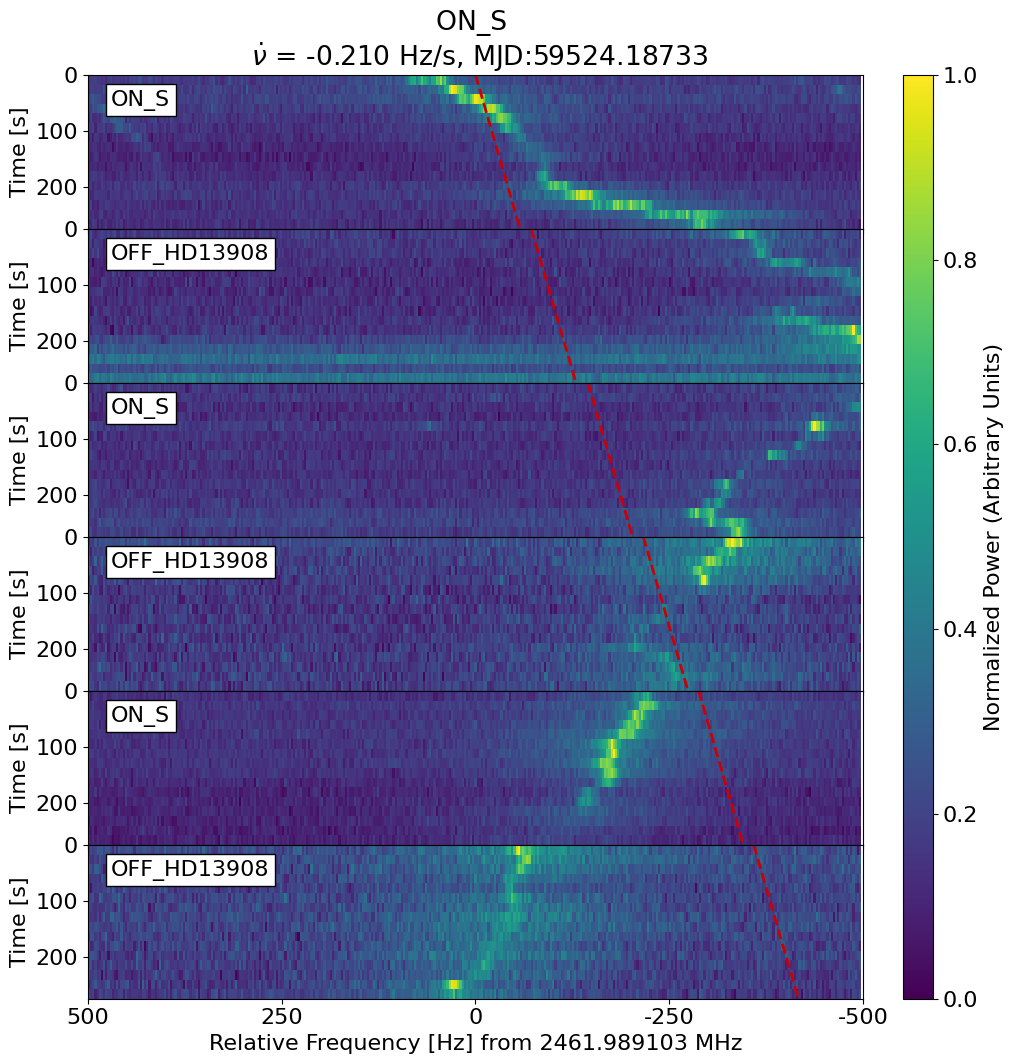 ON_S
ν̇ = -0.210 Hz/s, MJD:59524.18733
0
100
200
Time [s]
ON_S
0
100
200
Time [s]
OFF_HD13908
0
100
200
Time [s]
ON_S
0
100
200
Time [s]
OFF_HD13908
0
100
200
Time [s]
ON_S
0
100
200
Time [s]
OFF_HD13908
500 250 0 -250 -500
Relative Frequency [Hz] from 2461.989103 MHz
1.0
0.8
0.6
0.4
0.2
0.0
Normalized Power (Arbitrary Units)